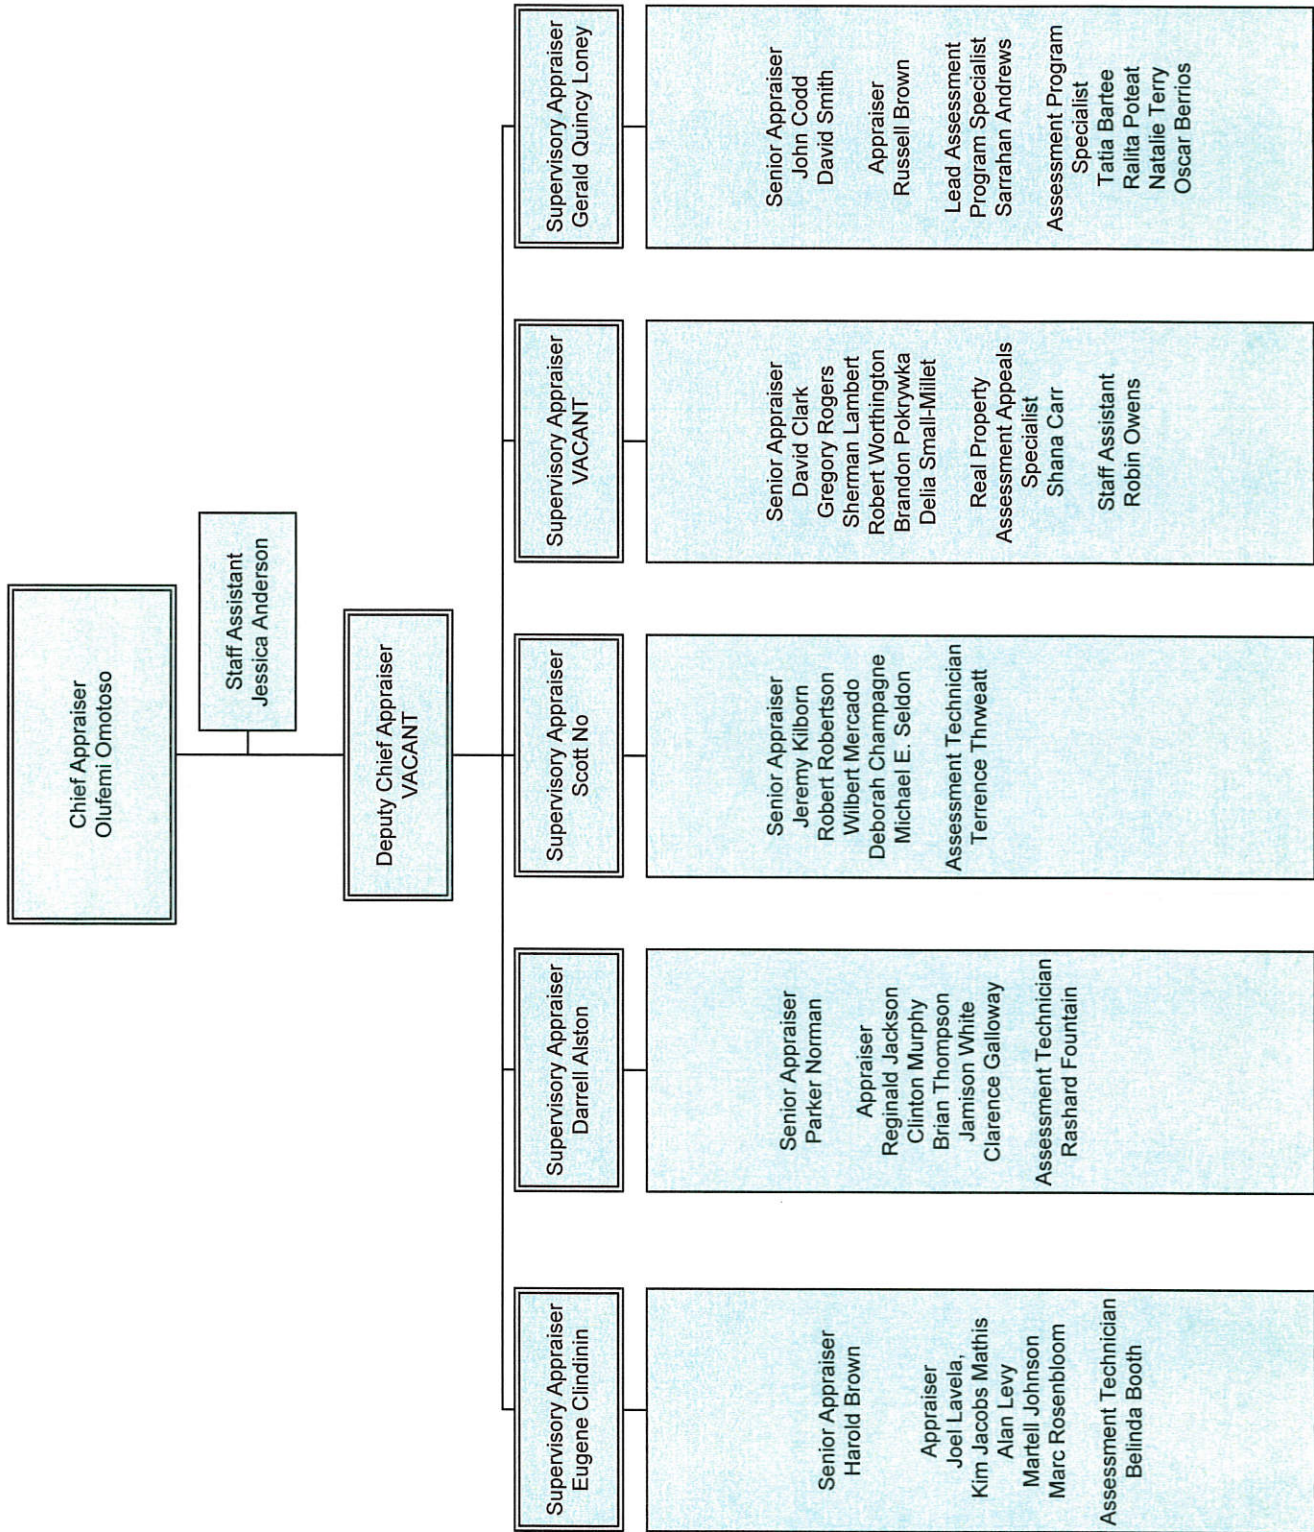 Chief Appraiser
Olufemi Omotoso
Staff Assistant
Jessica Anderson
Deputy Chief Appraiser
VACANT
Supervisory Appraiser
Eugene Clindinin
Senior Appraiser
Harold Brown
Appraiser
Joel Lavela,
Kim Jacobs Mathis
Alan Levy
Martell Johnson
Marc Rosenbloom
Assessment Technician
Belinda Booth
Supervisory Appraiser
Darrell Alston
Senior Appraiser
Parker Norman
Appraiser
Reginald Jackson
Clinton Murphy
Brian Thompson
Jamison White
Clarence Galloway
Assessment Technician
Rashard Fountain
Supervisory Appraiser
Scott No
Senior Appraiser
Jeremy Kilborn
Robert Robertson
Wilbert Mercado
Deborah Champagne
Michael E. Seldon
Assessment Technician
Terrence Thrweatt
Supervisory Appraiser
VACANT
Senior Appraiser
David Clark
Gregory Rogers
Sherman Lambert
Robert Worthington
Brandon Pokrywka
Delia Small-Millet
Real Property
Assessment Appeals
Specialist
Shana Carr
Staff Assistant
Robin Owens
Supervisory Appraiser
Gerald Quincy Loney
Senior Appraiser
John Codd
David Smith
Appraiser
Russell Brown
Lead Assessment
Program Specialist
Sarrahan Andrews
Assessment Program
Specialist
Tatia Bartee
Ralita Poteat
Natalie Terry
Oscar Berrios